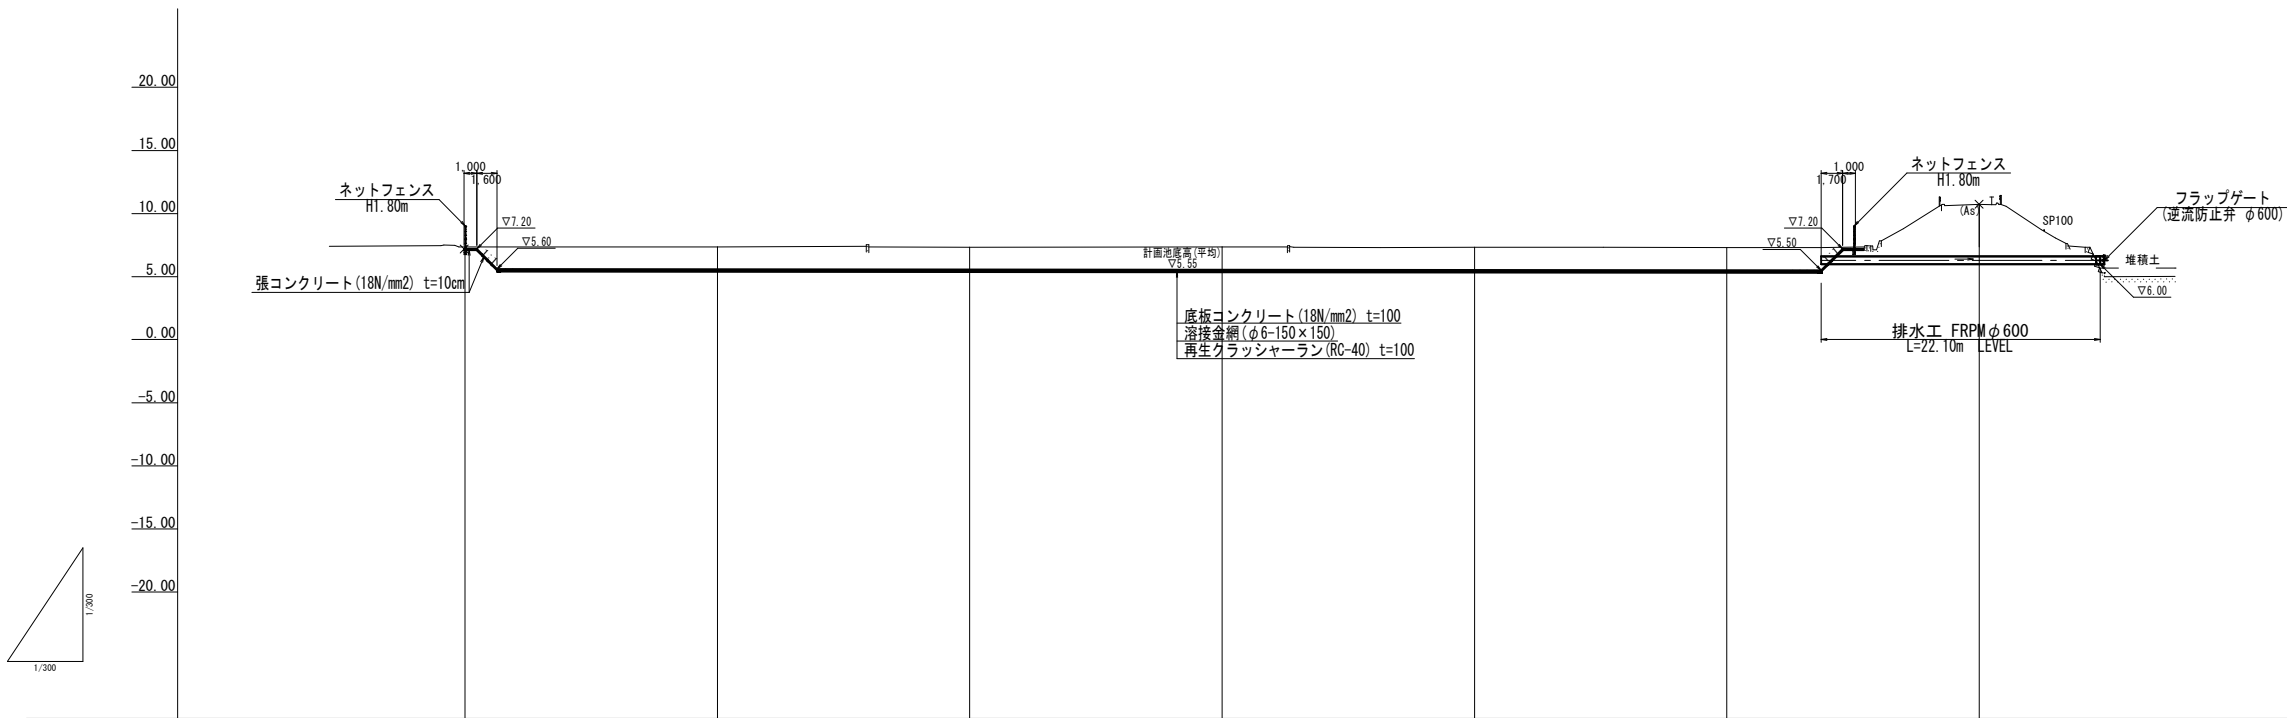 20.00
15.00
10.00
5.00
0.00
-5.00
-10.00
-15.00
-20.00
1/300
1/300
ネットフェンス
H1.80m
1,000
1,600
▽7.20
▽5.60
張コンクリート(18N/mm2) t=10cm
計画池底高(平均)
▽5.55
底板コンクリート(18N/mm2) t=100
溶接金網(φ6-150×150)
再生クラッシャーラン(RC-40) t=100
1,000
1,700
▽7.20
▽5.50
ネットフェンス
H1.80m
(As)
SP100
フラップゲート
(逆流防止弁 φ600)
堆積土
▽6.00
排水工 FRPMφ600
L=22.10m LEVEL